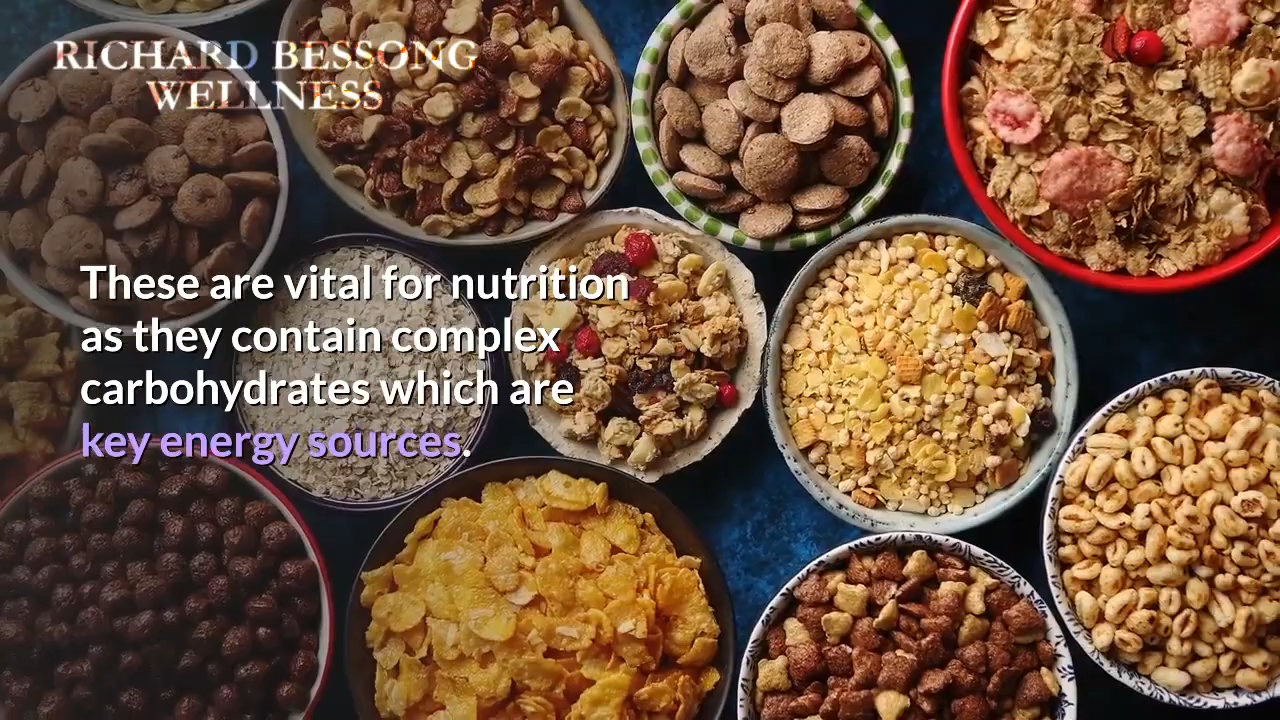 RICHARD BESSONG
WELLNESS
These are vital for nutrition
as they contain complex
carbohydrates which are
key energy sources.